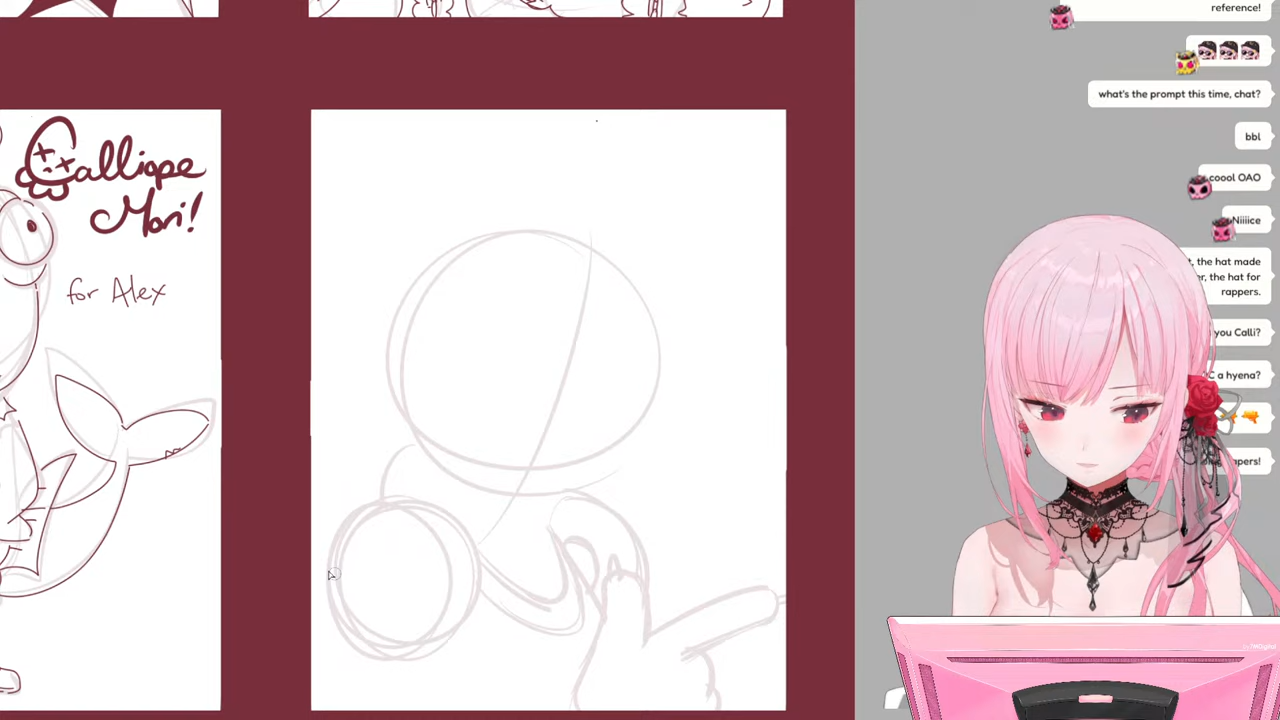 Calliope
Mori!
for Alex
reference!
what's the prompt this time, chat?
bbl
coool OAO
Niiiice
, the hat made
, the hat for
rappers.
you Calli?
a hyena?